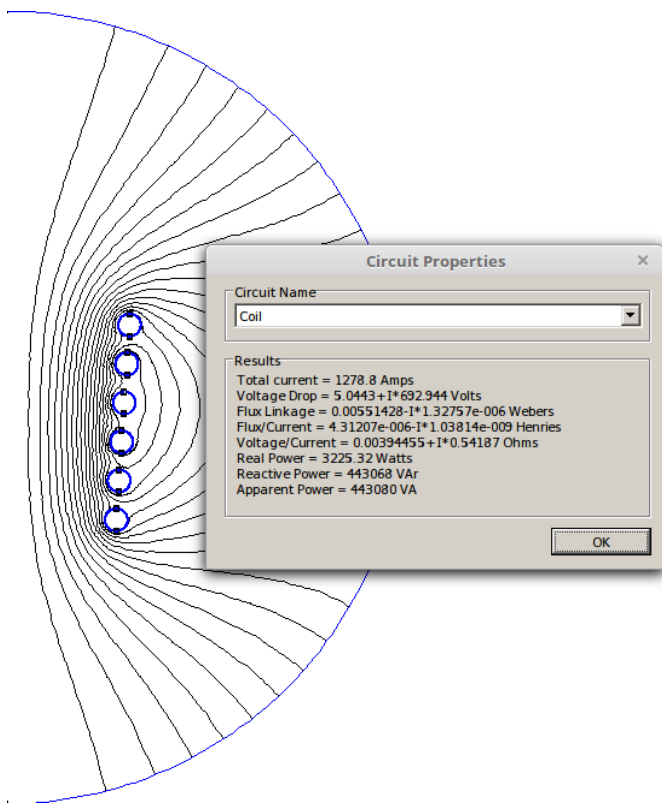 Circuit Properties
Circuit Name
Coil
Results
Total current = 1278.8 Amps
Voltage Drop = 5.0443+I*692.944 Volts
Flux Linkage = 0.00551428-I*1.32757e-006 Webers
Flux/Current = 4.31207e-006-I*1.03814e-009 Henries
Voltage/Current = 0.00394455+I*0.54187 Ohms
Real Power = 3225.32 Watts
Reactive Power = 443068 VAr
Apparent Power = 443080 VA
OK